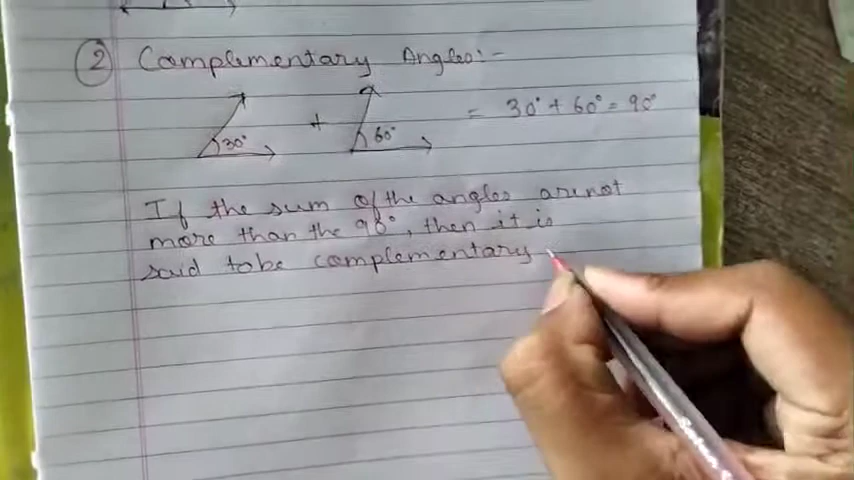 2 Complementary Angles:-
30° + 60° = 30° + 60° = 90°
If the sum of the angles are not
more than the 90°, then it is
said to be complementary